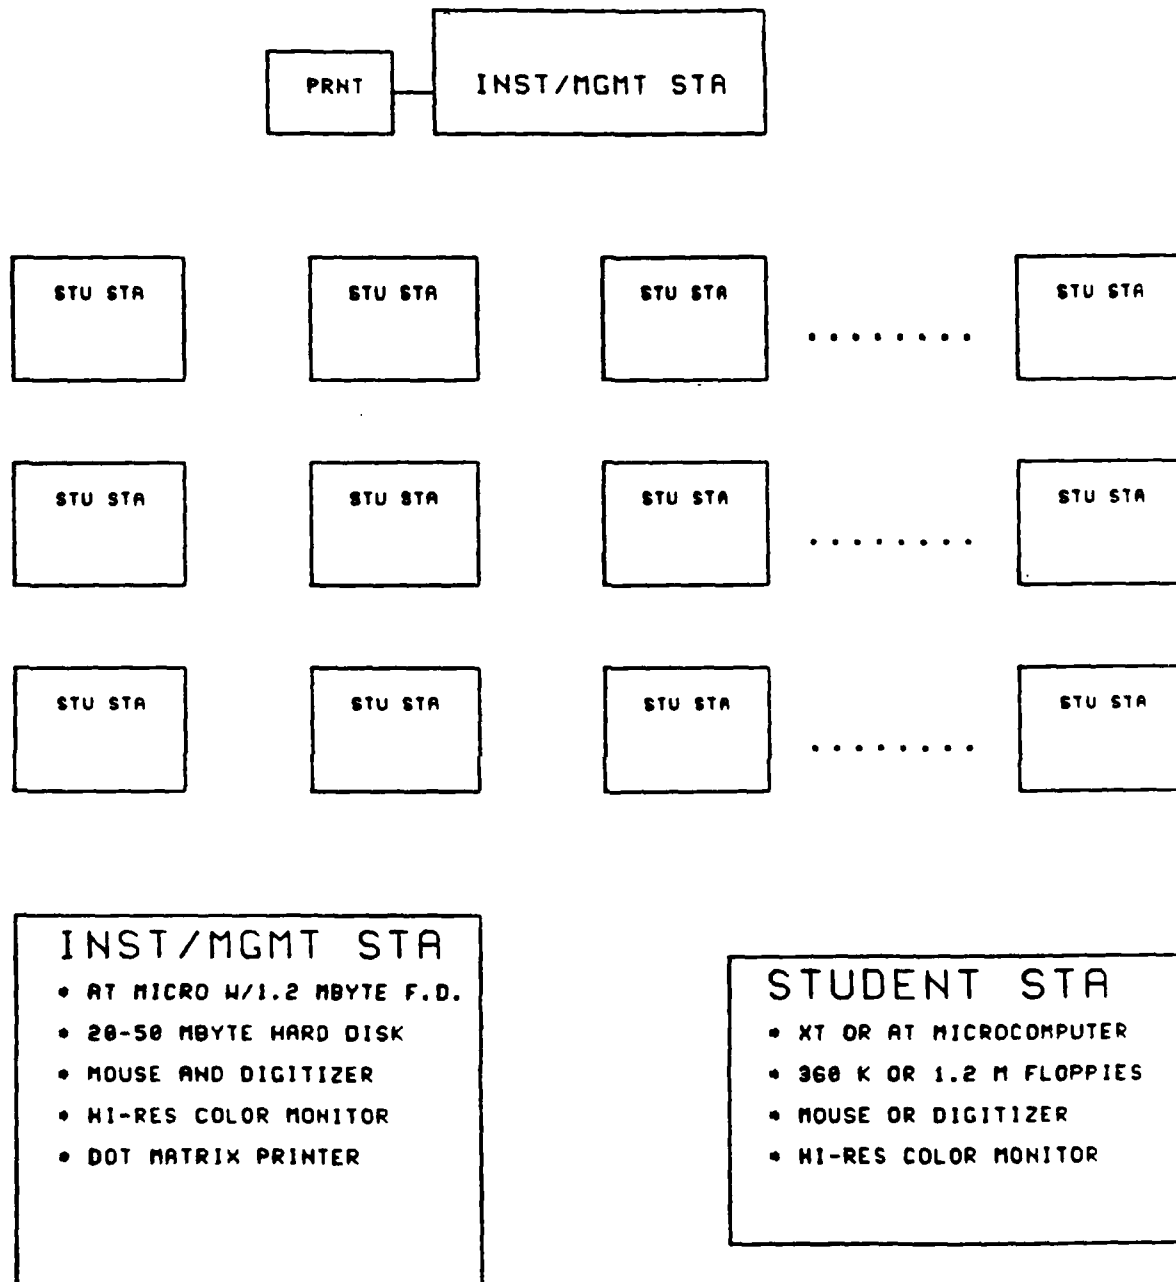 PRNT
INST/MGMT STA
STU STA STU STA STU STA ........ STU STA
STU STA STU STA STU STA ........ STU STA
STU STA STU STA STU STA ........ STU STA
INST/MGMT STA
* AT MICRO W/1.2 MBYTE F.D.
* 20-50 MBYTE HARD DISK
* MOUSE AND DIGITIZER
* HI-RES COLOR MONITOR
* DOT MATRIX PRINTER
STUDENT STA
* XT OR AT MICROCOMPUTER
* 360 K OR 1.2 M FLOPPIES
* MOUSE OR DIGITIZER
* HI-RES COLOR MONITOR